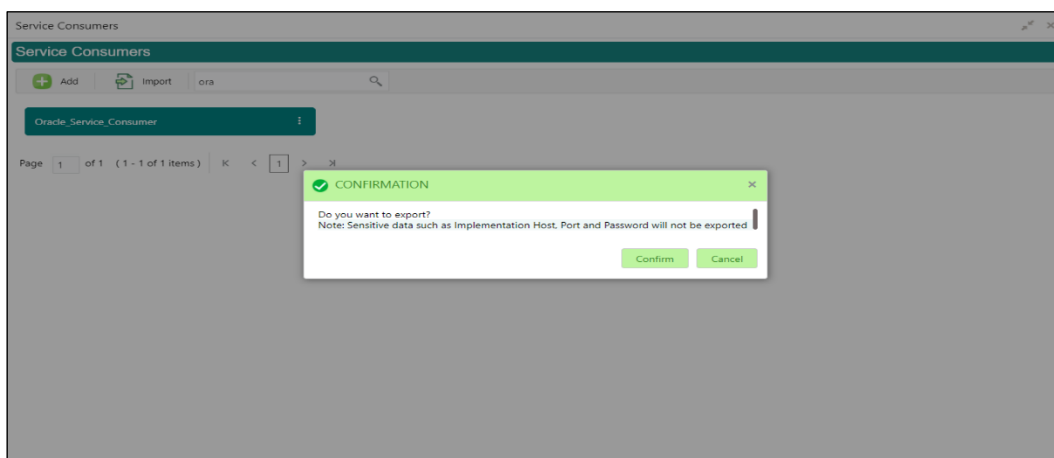 Service Consumers
Service Consumers
Add Import ora
Oracle_Service_Consumer
Page 1 of 1 (1 - 1 of 1 items) K < 1 > >|
CONFIRMATION
Do you want to export?
Note: Sensitive data such as Implementation Host, Port and Password will not be exported
Confirm Cancel